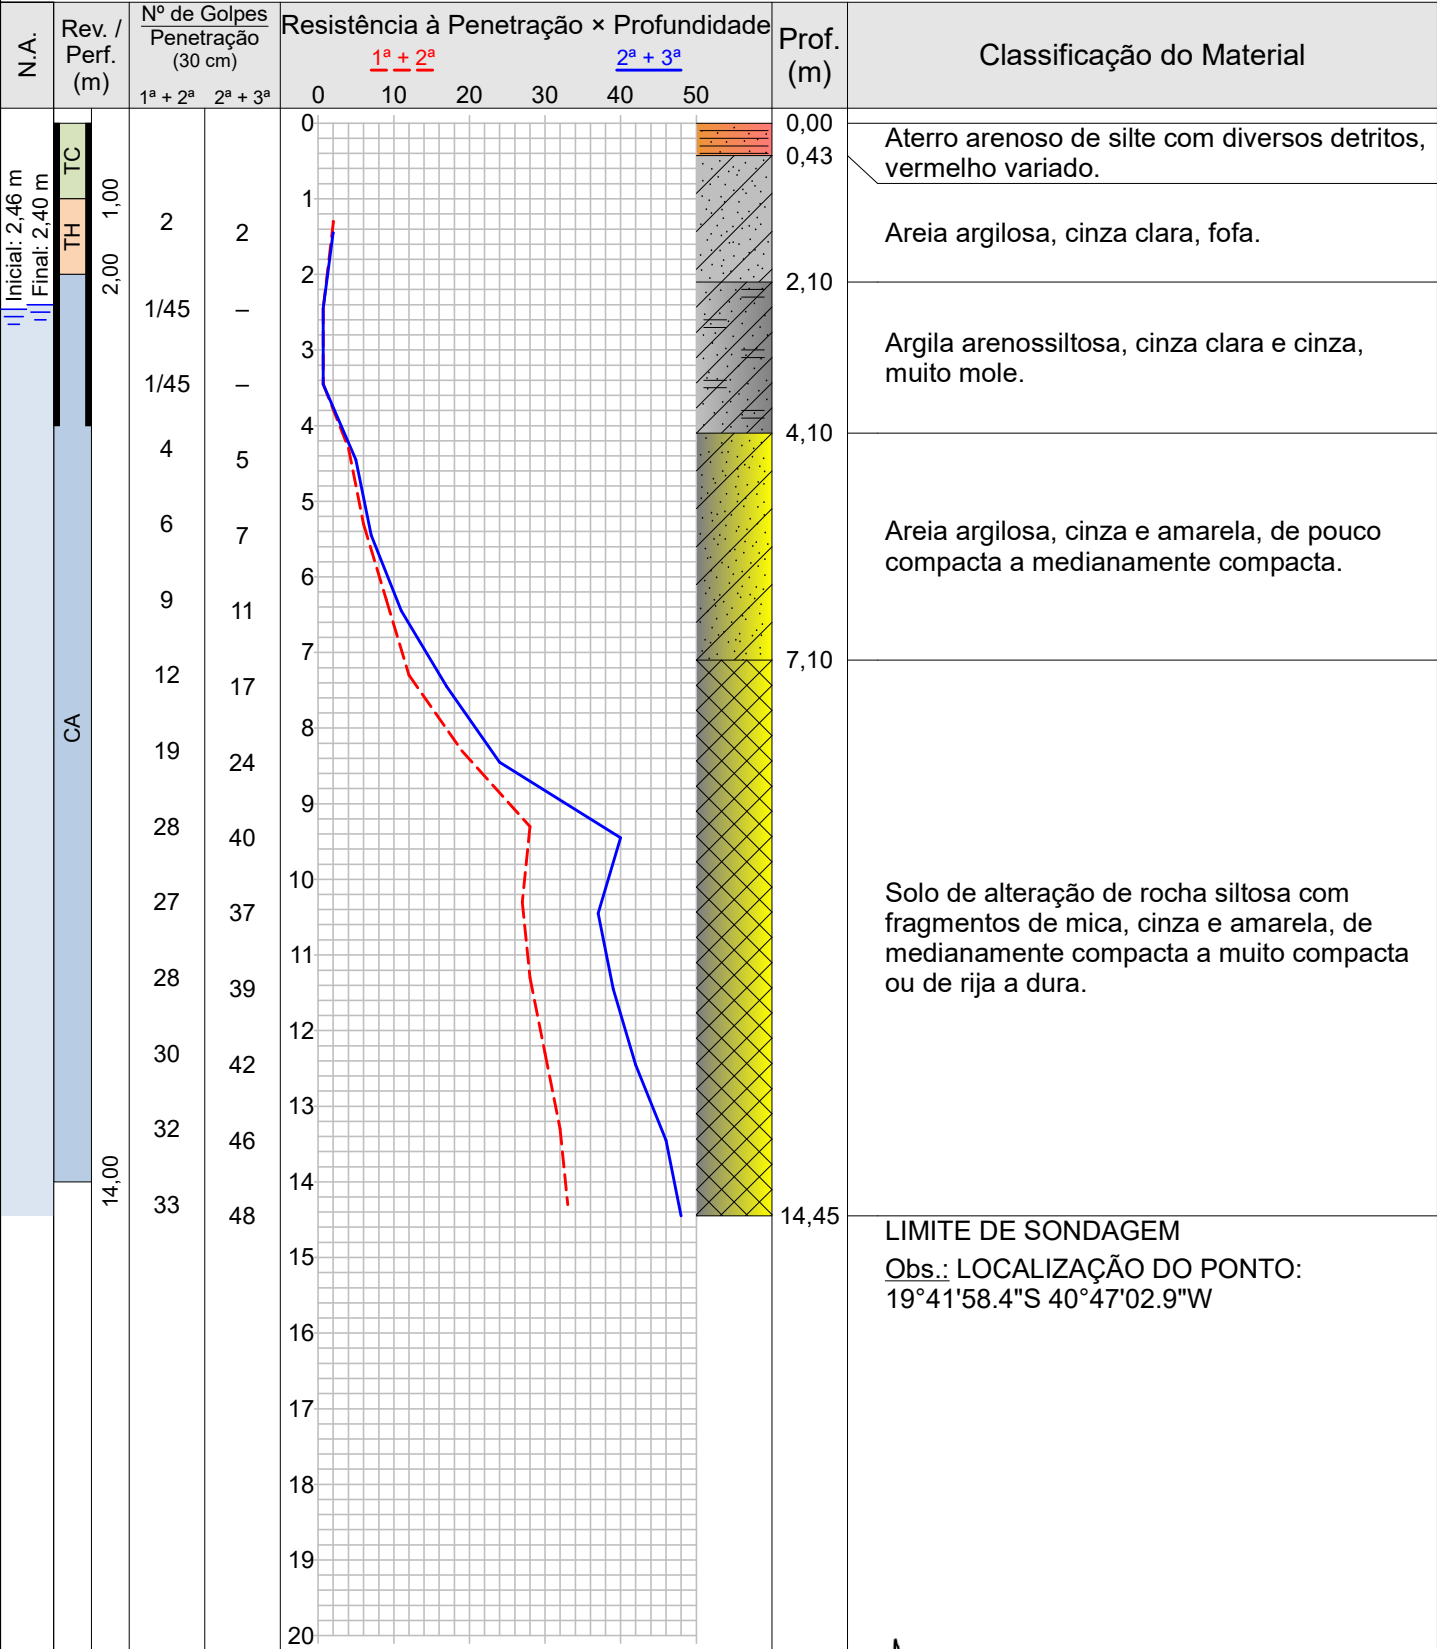 N.A.
Rev. /
Perf.
(m)
Nº de Golpes
Penetração
(30 cm)
1ª + 2ª 2ª + 3ª
Resistência à Penetração × Profundidade
1ª + 2ª 2ª + 3ª
0 10 20 30 40 50
Prof.
(m)
Classificação do Material
Inicial: 2,46 m
Final: 2,40 m
TC
TH
CA
1,00
2,00
14,00
2 2
1/45 –
1/45 –
4 5
6 7
9 11
12 17
19 24
28 40
27 37
28 39
30 42
32 46
33 48
0
1
2
3
4
5
6
7
8
9
10
11
12
13
14
15
16
17
18
19
20
0,00
0,43
2,10
4,10
7,10
14,45
Aterro arenoso de silte com diversos detritos,
vermelho variado.
Areia argilosa, cinza clara, fofa.
Argila arenossiltosa, cinza clara e cinza,
muito mole.
Areia argilosa, cinza e amarela, de pouco
compacta a medianamente compacta.
Solo de alteração de rocha siltosa com
fragmentos de mica, cinza e amarela, de
medianamente compacta a muito compacta
ou de rija a dura.
LIMITE DE SONDAGEM
Obs.: LOCALIZAÇÃO DO PONTO:
19°41'58.4"S 40°47'02.9"W